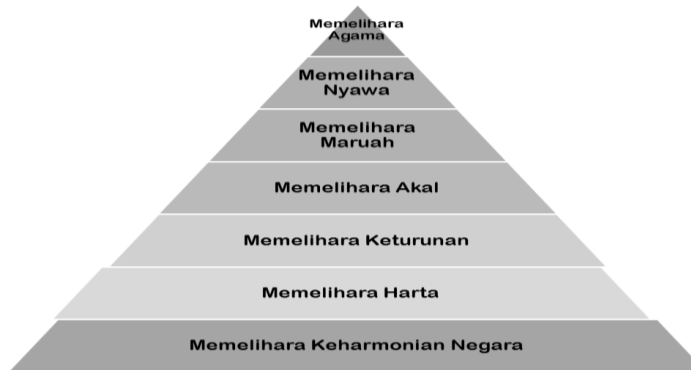 Memelihara
Agama
Memelihara
Nyawa
Memelihara
Maruah
Memelihara Akal
Memelihara Keturunan
Memelihara Harta
Memelihara Keharmonian Negara